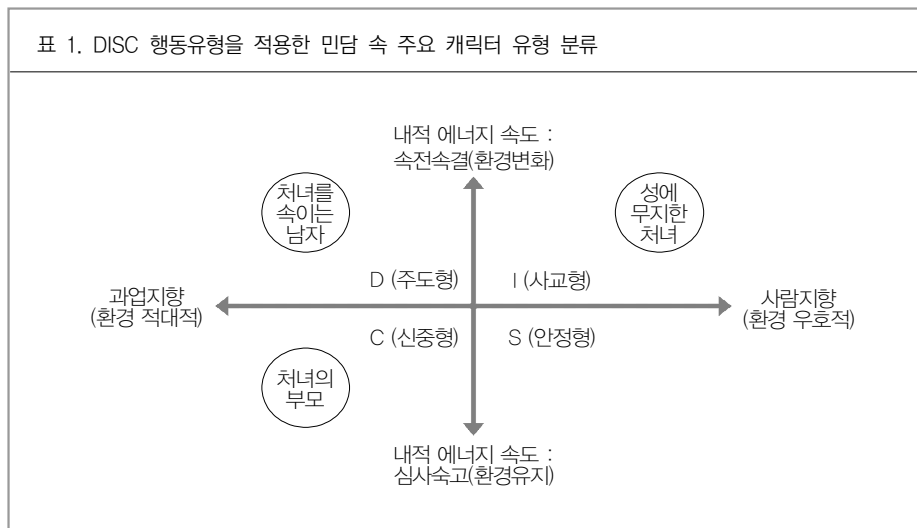 표 1. DISC 행동유형을 적용한 민담 속 주요 캐릭터 유형 분류
내적 에너지 속도 :
속전속결(환경변화)
처녀를
속이는
남자
성에
무지한
처녀
D (주도형)
I (사교형)
과업지향
(환경 적대적)
사람지향
(환경 우호적)
C (신중형)
S (안정형)
처녀의
부모
내적 에너지 속도 :
심사숙고(환경유지)